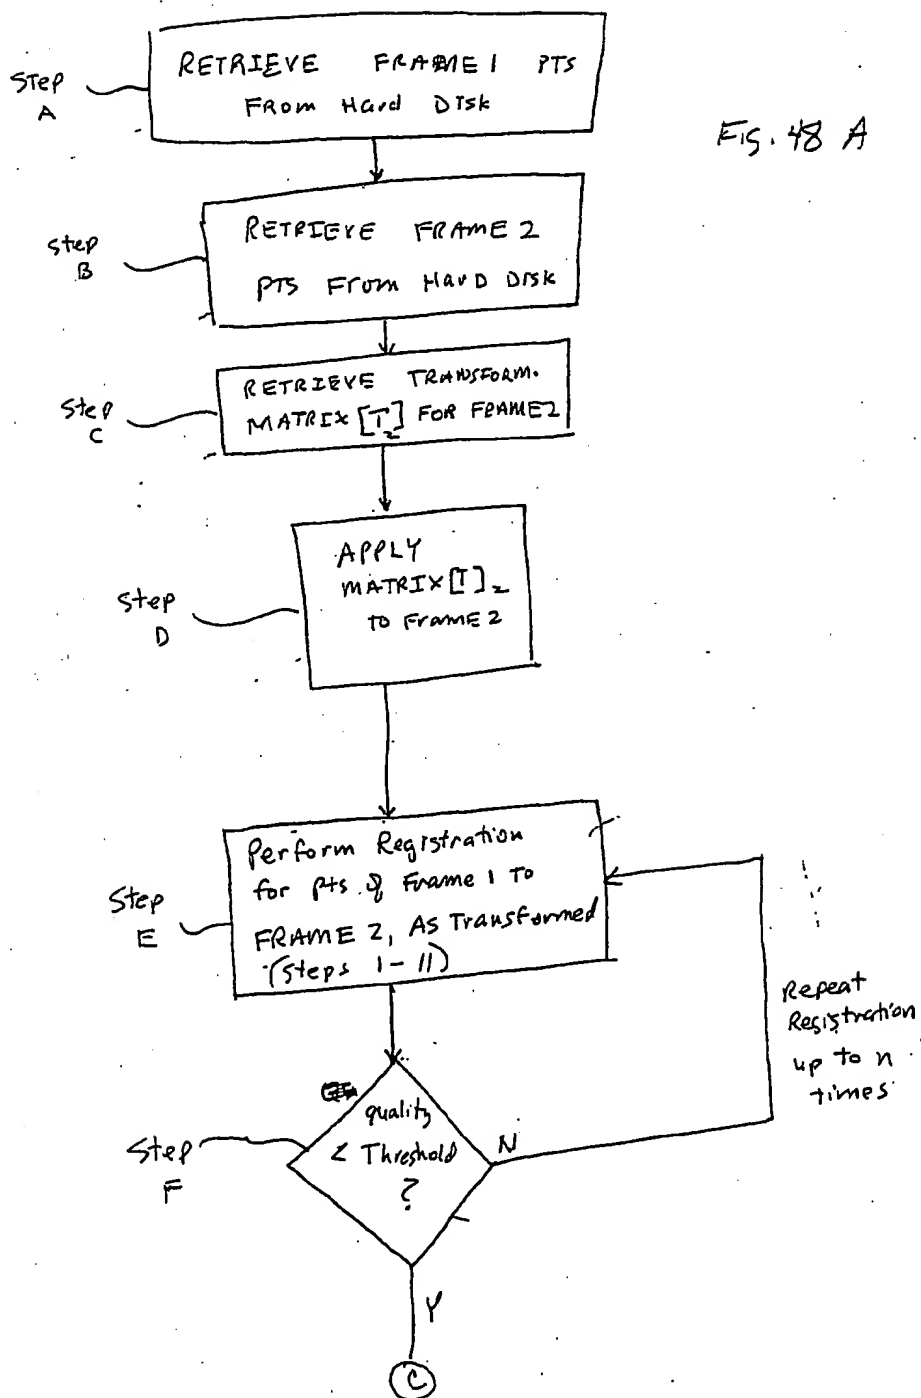 Fig. 48 A
Step
A
RETRIEVE FRAME 1 PTS
FROM Hard DISK
Step
B
RETRIEVE FRAME 2
PTS From HarD DISK
Step
C
RETRIEVE TRANSFORM.
MATRIX [T2] FOR FRAME2
Step
D
APPLY
MATRIX [T]2
to Frame 2
Step
E
Perform Registration
for pts. of Frame 1 To
FRAME 2, As Transformed
(Steps 1 - 11)
Repeat
Registration
up to n
times
Step
F
quality
< Threshold
?
N
Y
C